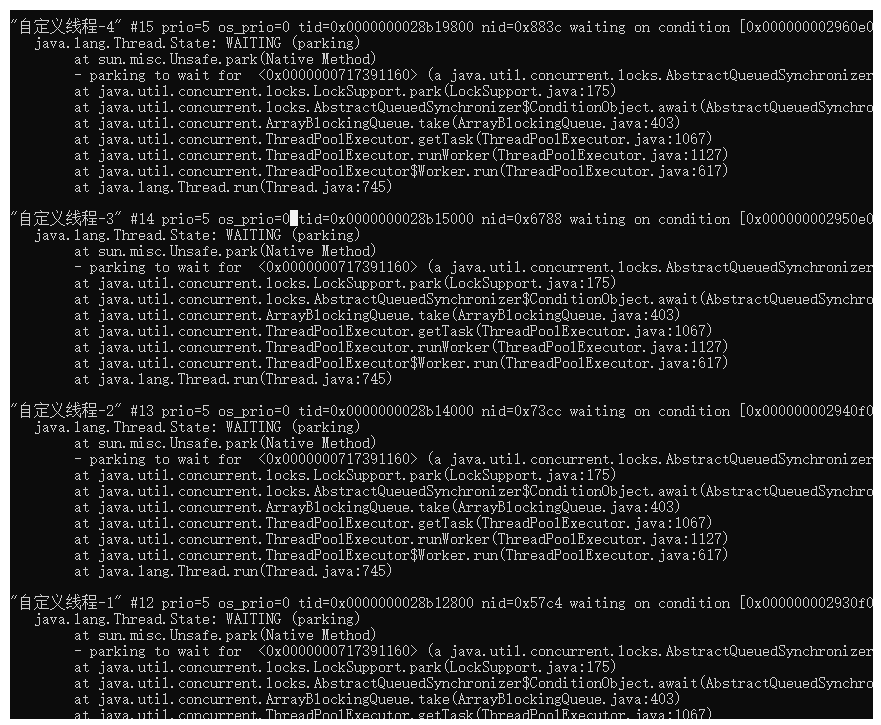 "自定义线程-4" #15 prio=5 os_prio=0 tid=0x0000000028b19800 nid=0x883c waiting on condition [0x000000002960e0
java.lang.Thread.State: WAITING (parking)
at sun.misc.Unsafe.park(Native Method)
- parking to wait for  <0x0000000717391160> (a java.util.concurrent.locks.AbstractQueuedSynchronizer
at java.util.concurrent.locks.LockSupport.park(LockSupport.java:175)
at java.util.concurrent.locks.AbstractQueuedSynchronizer$ConditionObject.await(AbstractQueuedSynchro
at java.util.concurrent.ArrayBlockingQueue.take(ArrayBlockingQueue.java:403)
at java.util.concurrent.ThreadPoolExecutor.getTask(ThreadPoolExecutor.java:1067)
at java.util.concurrent.ThreadPoolExecutor.runWorker(ThreadPoolExecutor.java:1127)
at java.util.concurrent.ThreadPoolExecutor$Worker.run(ThreadPoolExecutor.java:617)
at java.lang.Thread.run(Thread.java:745)
"自定义线程-3" #14 prio=5 os_prio=0 tid=0x0000000028b15000 nid=0x6788 waiting on condition [0x000000002950e0
java.lang.Thread.State: WAITING (parking)
at sun.misc.Unsafe.park(Native Method)
- parking to wait for  <0x0000000717391160> (a java.util.concurrent.locks.AbstractQueuedSynchronizer
at java.util.concurrent.locks.LockSupport.park(LockSupport.java:175)
at java.util.concurrent.locks.AbstractQueuedSynchronizer$ConditionObject.await(AbstractQueuedSynchro
at java.util.concurrent.ArrayBlockingQueue.take(ArrayBlockingQueue.java:403)
at java.util.concurrent.ThreadPoolExecutor.getTask(ThreadPoolExecutor.java:1067)
at java.util.concurrent.ThreadPoolExecutor.runWorker(ThreadPoolExecutor.java:1127)
at java.util.concurrent.ThreadPoolExecutor$Worker.run(ThreadPoolExecutor.java:617)
at java.lang.Thread.run(Thread.java:745)
"自定义线程-2" #13 prio=5 os_prio=0 tid=0x0000000028b14000 nid=0x73cc waiting on condition [0x000000002940f0
java.lang.Thread.State: WAITING (parking)
at sun.misc.Unsafe.park(Native Method)
- parking to wait for  <0x0000000717391160> (a java.util.concurrent.locks.AbstractQueuedSynchronizer
at java.util.concurrent.locks.LockSupport.park(LockSupport.java:175)
at java.util.concurrent.locks.AbstractQueuedSynchronizer$ConditionObject.await(AbstractQueuedSynchro
at java.util.concurrent.ArrayBlockingQueue.take(ArrayBlockingQueue.java:403)
at java.util.concurrent.ThreadPoolExecutor.getTask(ThreadPoolExecutor.java:1067)
at java.util.concurrent.ThreadPoolExecutor.runWorker(ThreadPoolExecutor.java:1127)
at java.util.concurrent.ThreadPoolExecutor$Worker.run(ThreadPoolExecutor.java:617)
at java.lang.Thread.run(Thread.java:745)
"自定义线程-1" #12 prio=5 os_prio=0 tid=0x0000000028b12800 nid=0x57c4 waiting on condition [0x000000002930f0
java.lang.Thread.State: WAITING (parking)
at sun.misc.Unsafe.park(Native Method)
- parking to wait for  <0x0000000717391160> (a java.util.concurrent.locks.AbstractQueuedSynchronizer
at java.util.concurrent.locks.LockSupport.park(LockSupport.java:175)
at java.util.concurrent.locks.AbstractQueuedSynchronizer$ConditionObject.await(AbstractQueuedSynchro
at java.util.concurrent.ArrayBlockingQueue.take(ArrayBlockingQueue.java:403)
at java.util.concurrent.ThreadPoolExecutor.getTask(ThreadPoolExecutor.java:1067)